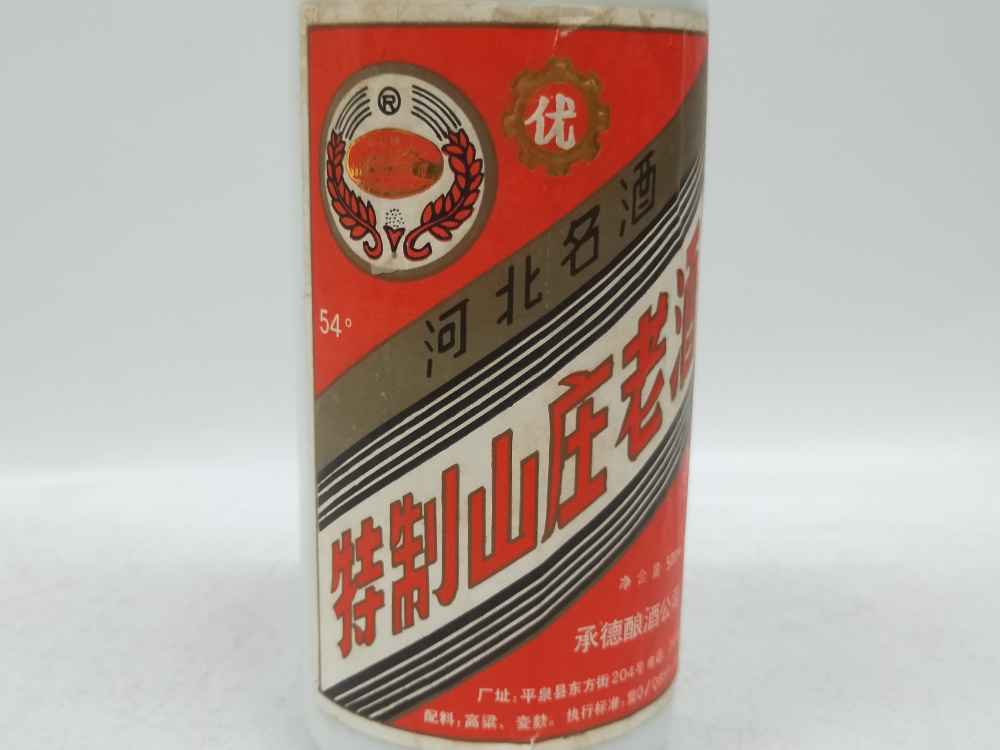 ®
优
河北名酒
54°
特制山庄老酒
净含量
承德酿酒公
厂址:平泉县东方街204号 电话:
配料:高粱、麦麸。 执行标准: